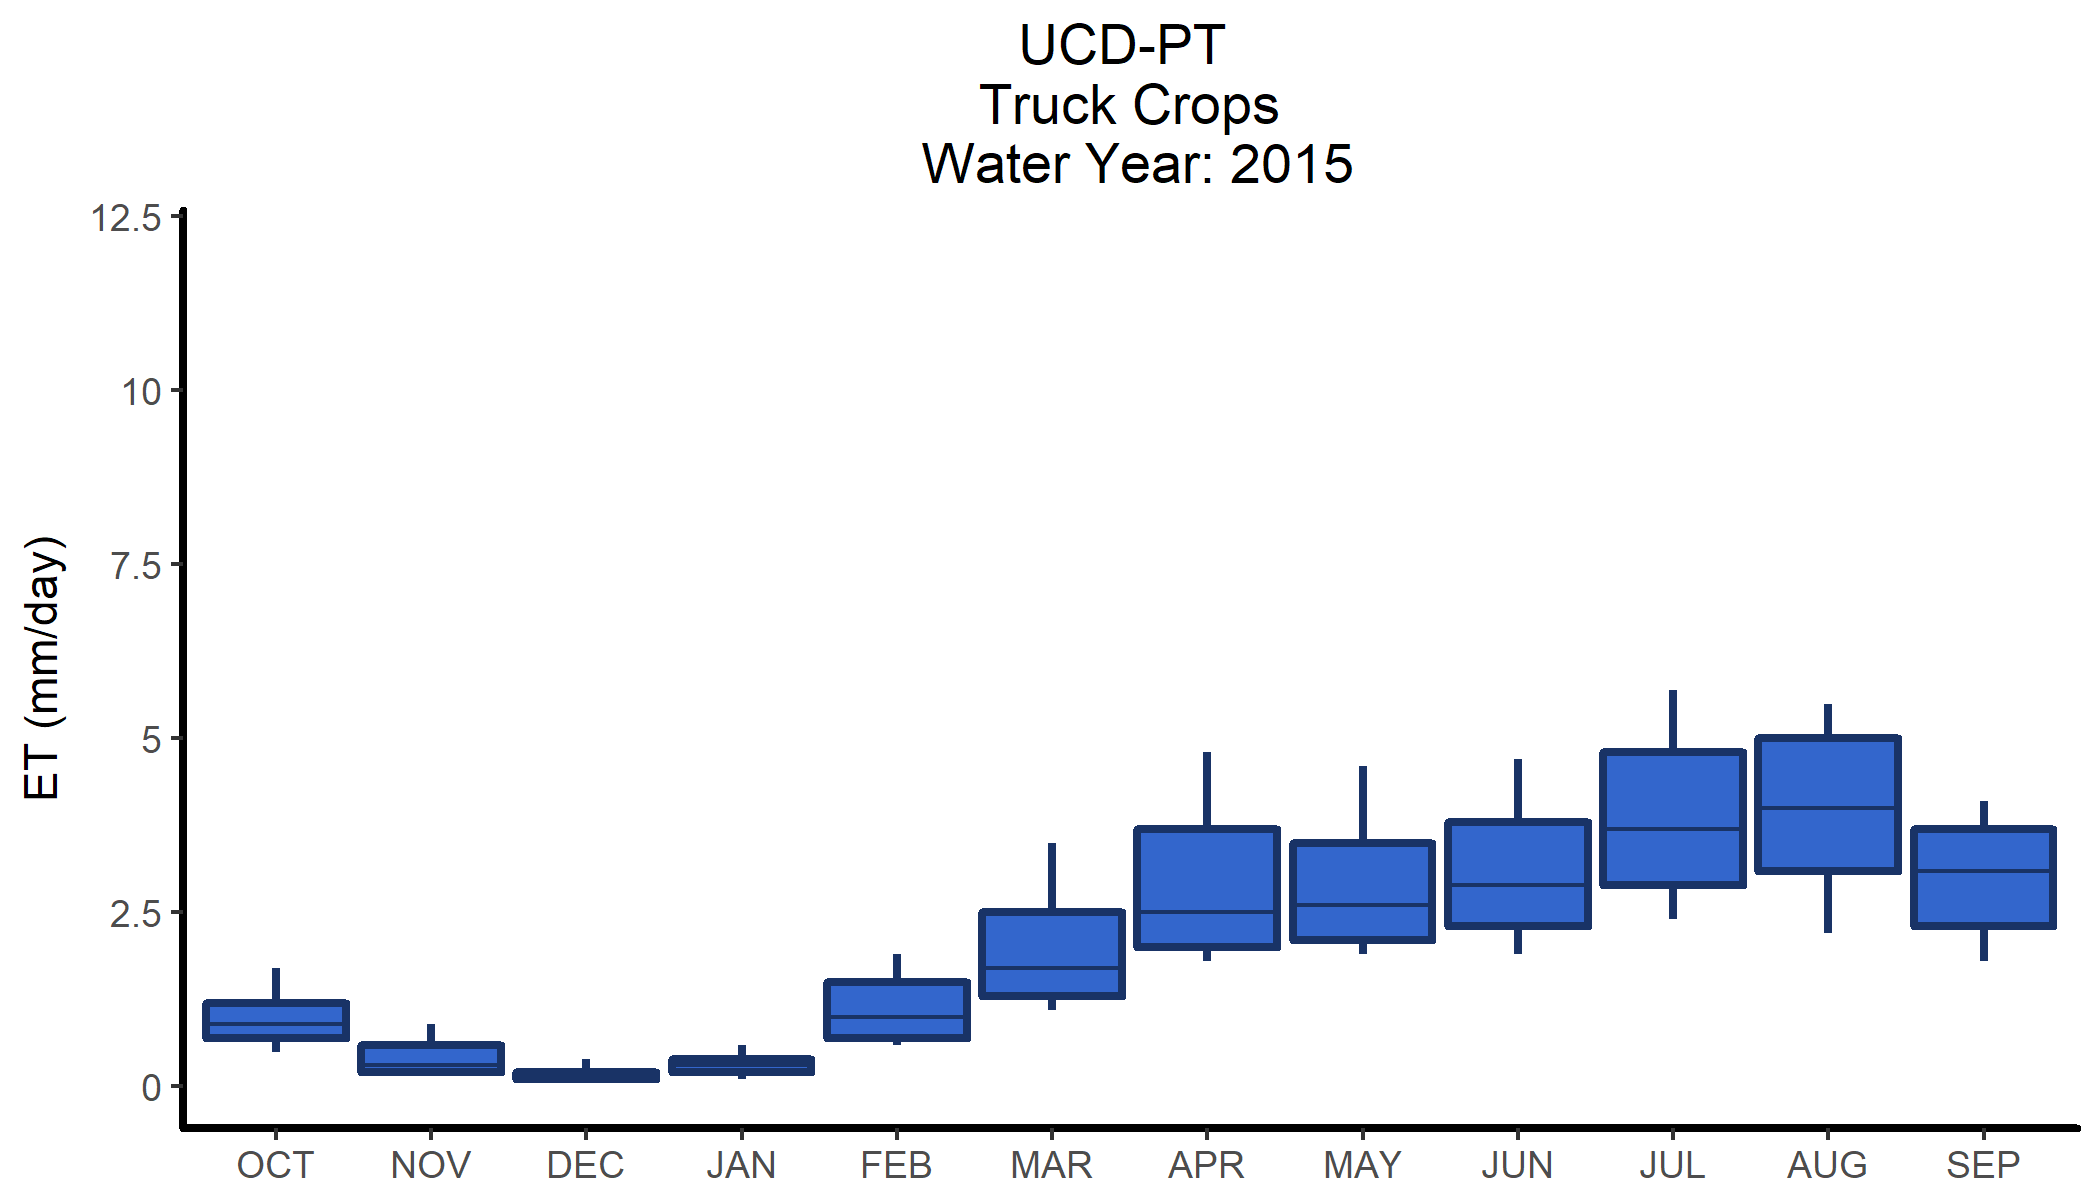 UCD-PT
Truck Crops
Water Year: 2015
12.5
10
7.5
5
2.5
0
ET (mm/day)
OCT NOV DEC JAN FEB MAR APR MAY JUN JUL AUG SEP